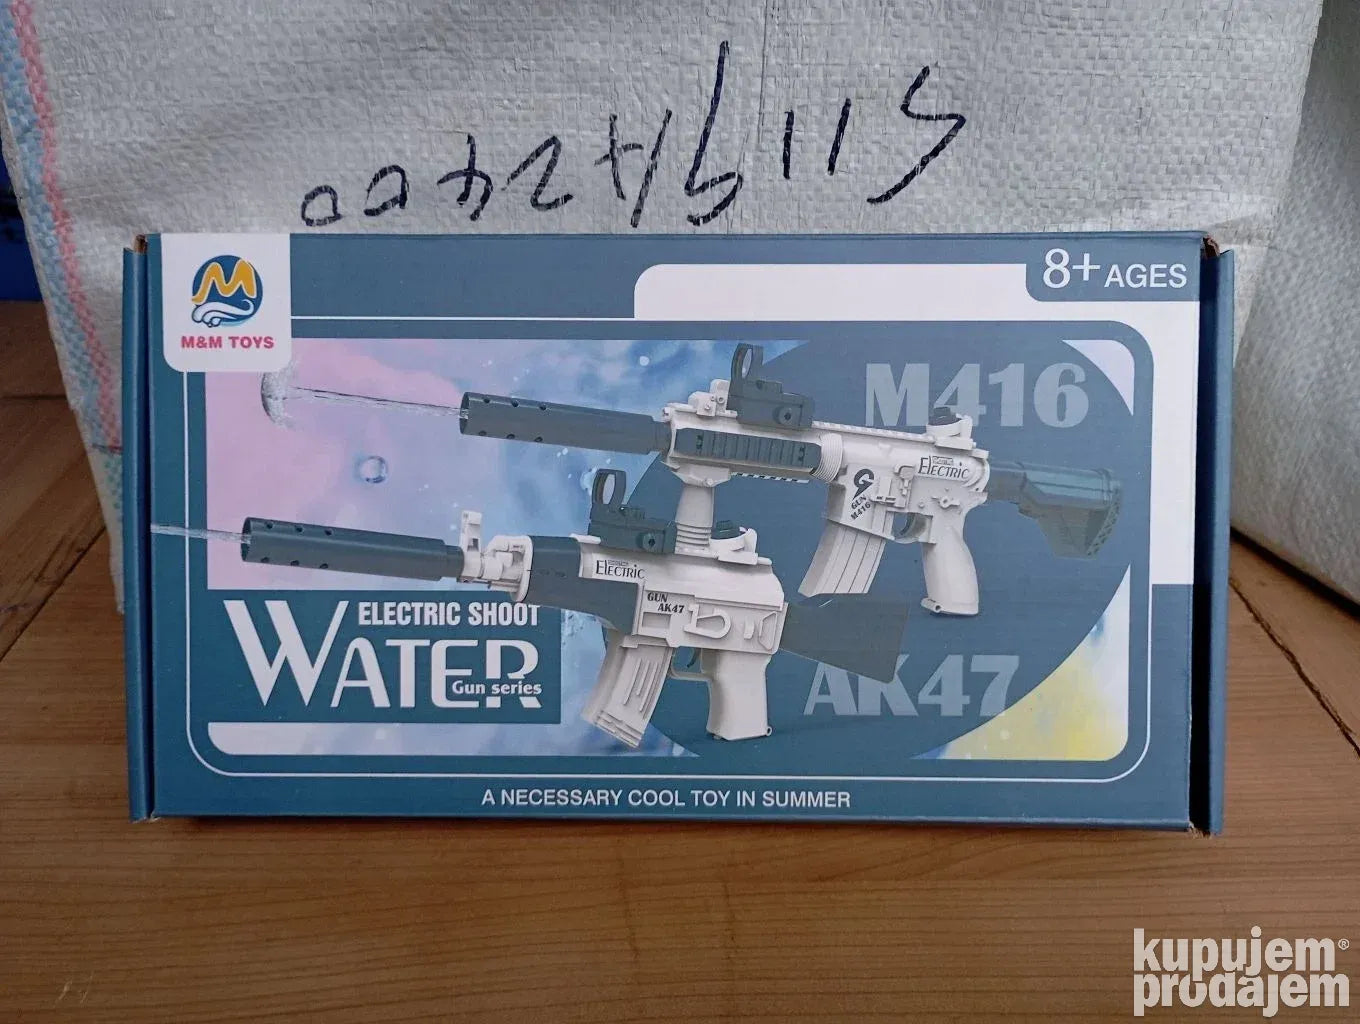 M&M TOYS
8+ AGES
M416
ELECTRIC
GUN
M416
ELECTRIC
GUN
AK47
ELECTRIC SHOOT
WATER
Gun series
AK47
A NECESSARY COOL TOY IN SUMMER
kupujem®
prodajem